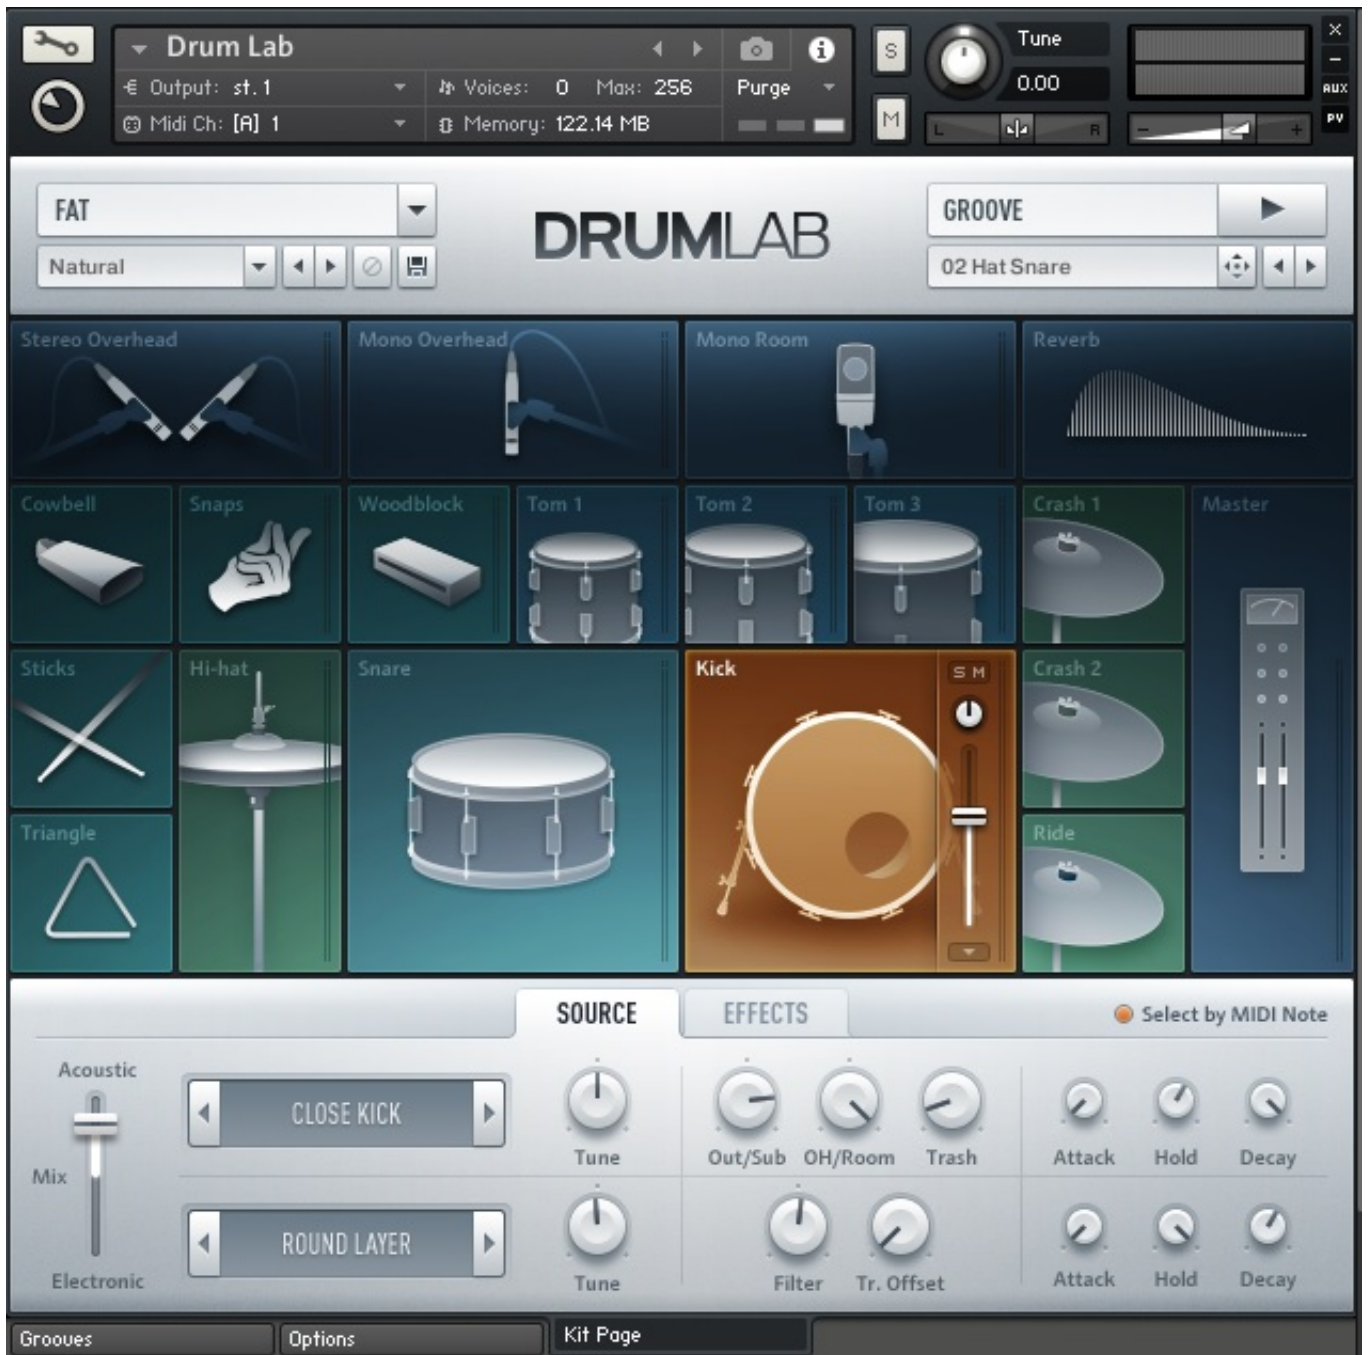 Drum Lab
Output: st. 1
Voices: 0 Max: 256
Purge
Midi Ch: [A] 1
Memory: 122.14 MB
S
M
Tune
0.00
L R
- +
×
–
AUX
PV
FAT
Natural
DRUMLAB
GROOVE
02 Hat Snare
Stereo Overhead
Mono Overhead
Mono Room
Reverb
Cowbell
Snaps
Woodblock
Tom 1
Tom 2
Tom 3
Crash 1
Master
Sticks
Hi-hat
Snare
Kick
S M
Crash 2
Triangle
Ride
SOURCE
EFFECTS
Select by MIDI Note
Acoustic
Mix
Electronic
CLOSE KICK
Tune
Out/Sub
OH/Room
Trash
Attack
Hold
Decay
ROUND LAYER
Tune
Filter
Tr. Offset
Attack
Hold
Decay
Grooves
Options
Kit Page